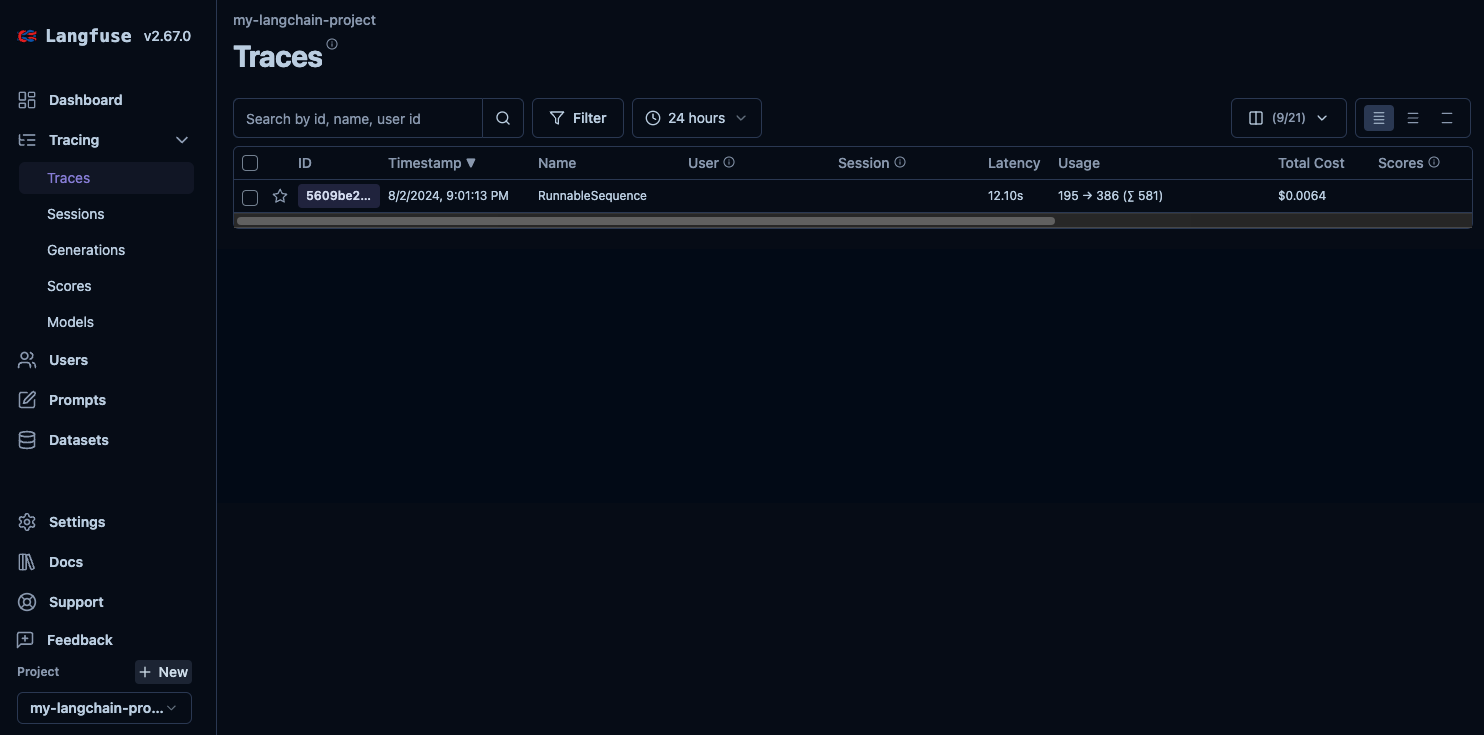 Langfuse v2.67.0
Dashboard
Tracing
Traces
Sessions
Generations
Scores
Models
Users
Prompts
Datasets
Settings
Docs
Support
Feedback
Project
+ New
my-langchain-pro...
my-langchain-project
Traces
Search by id, name, user id
Filter
24 hours
(9/21)
ID Timestamp ▼ Name User Session Latency Usage Total Cost Scores
5609be2... 8/2/2024, 9:01:13 PM RunnableSequence 12.10s 195 → 386 (∑ 581) $0.0064